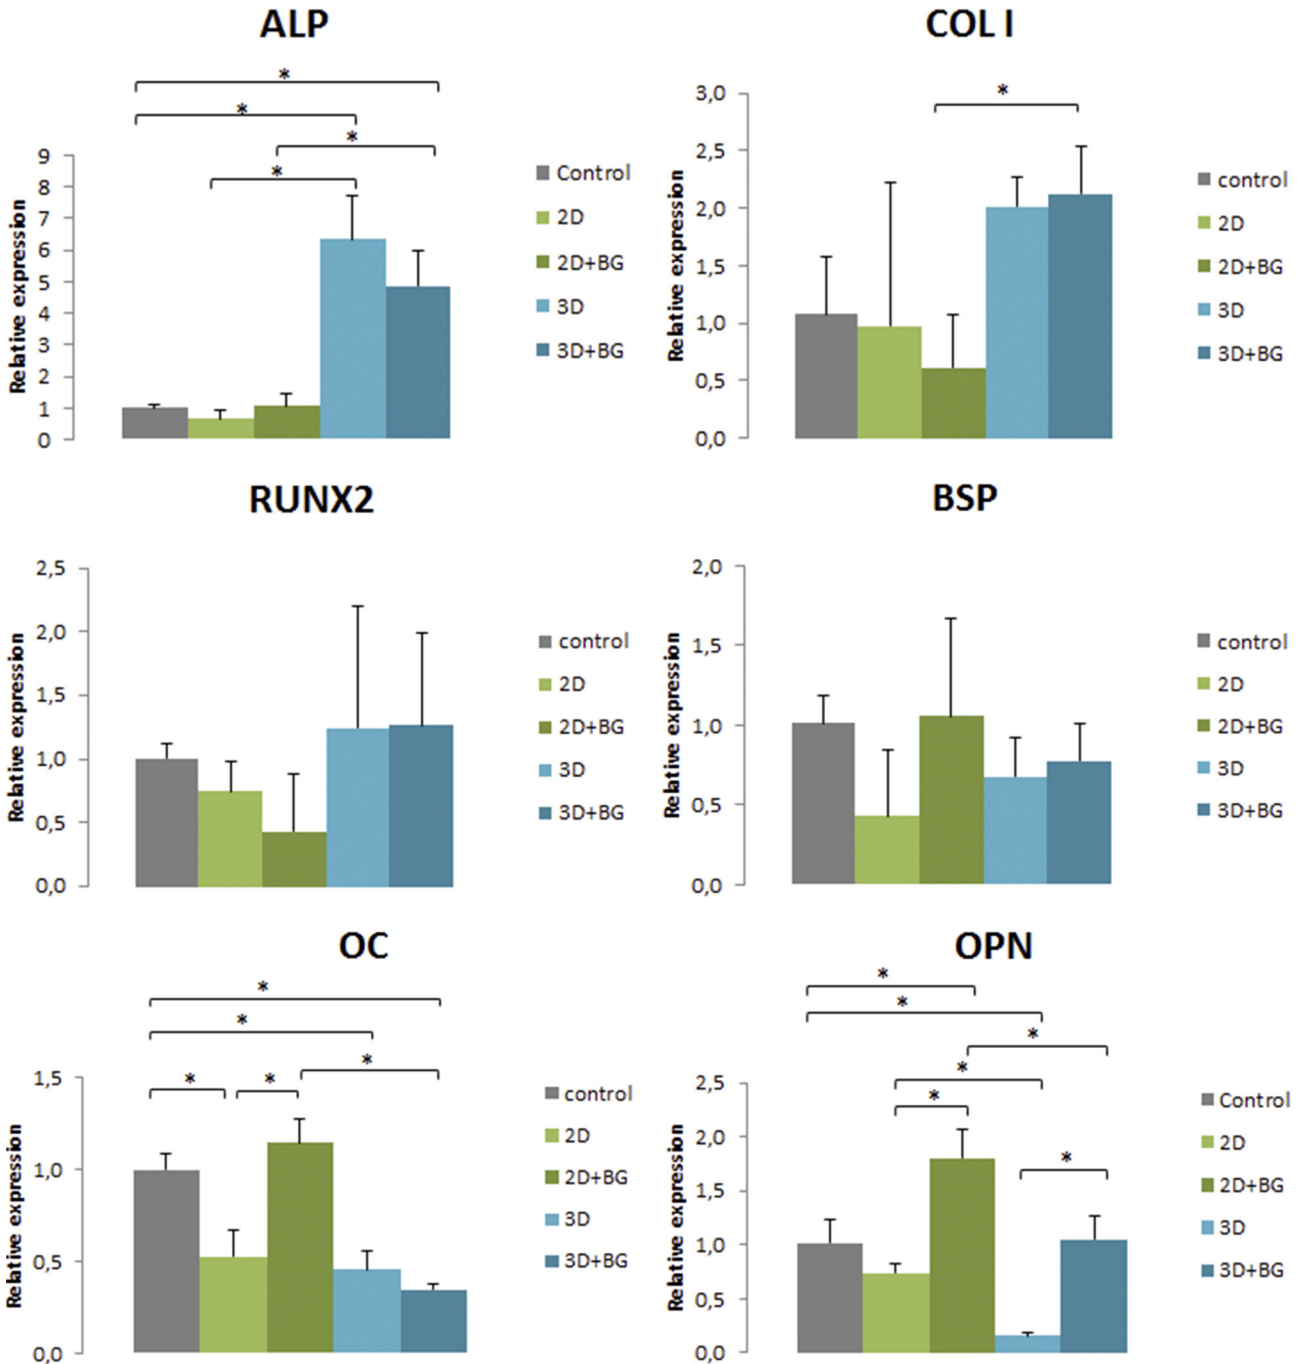 ALP
*
*
*
*
9
8
7
6
5
4
3
2
1
0
Relative expression
Control
2D
2D+BG
3D
3D+BG
COL I
*
3,0
2,5
2,0
1,5
1,0
0,5
0,0
Relative expression
control
2D
2D+BG
3D
3D+BG
RUNX2
2,5
2,0
1,5
1,0
0,5
0,0
Relative expression
control
2D
2D+BG
3D
3D+BG
BSP
2,0
1,5
1,0
0,5
0,0
Relative expression
control
2D
2D+BG
3D
3D+BG
OC
*
*
*
* *
1,5
1,0
0,5
0,0
Relative expression
control
2D
2D+BG
3D
3D+BG
OPN
*
*
*
*
*
*
2,5
2,0
1,5
1,0
0,5
0,0
Relative expression
Control
2D
2D+BG
3D
3D+BG